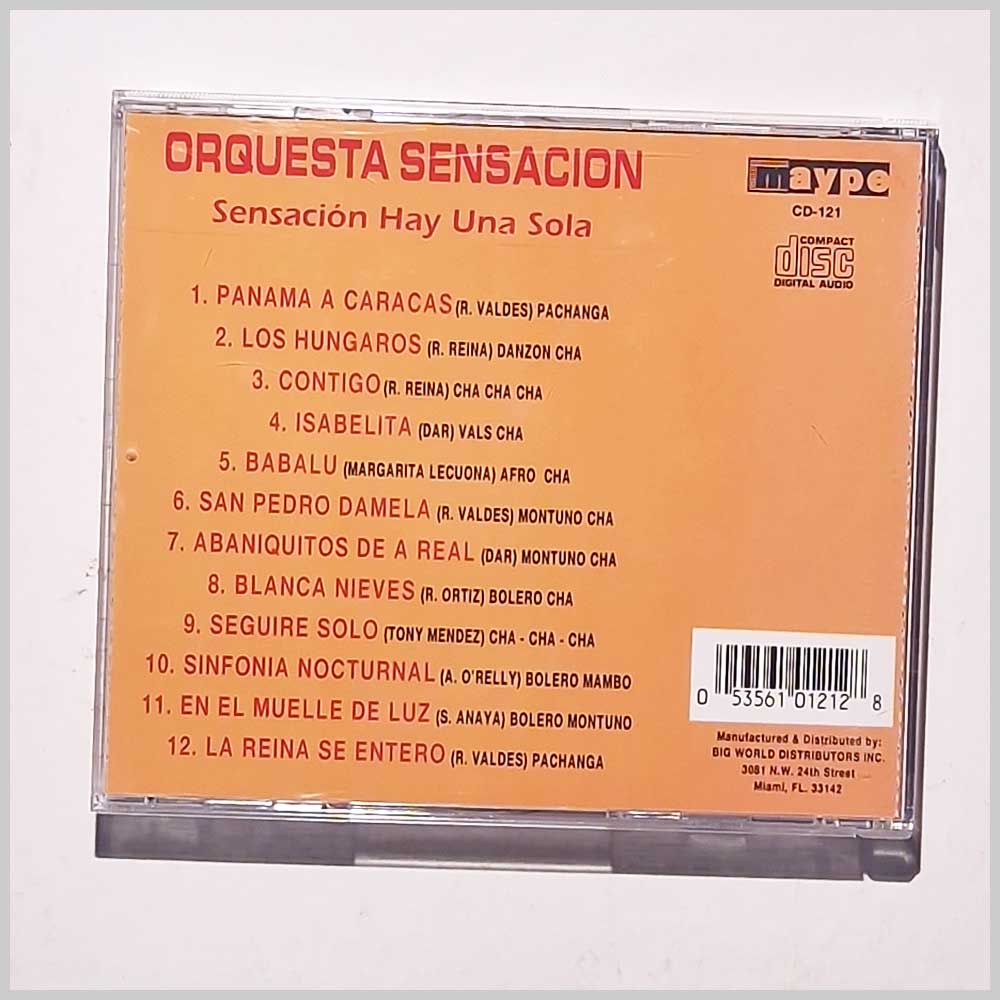 ORQUESTA SENSACION
Sensación Hay Una Sola
maype
CD-121
COMPACT
disc
DIGITAL AUDIO
1. PANAMA A CARACAS (R. VALDES) PACHANGA
2. LOS HUNGAROS (R. REINA) DANZON CHA
3. CONTIGO (R. REINA) CHA CHA CHA
4. ISABELITA (DAR) VALS CHA
5. BABALU (MARGARITA LECUONA) AFRO CHA
6. SAN PEDRO DAMELA (R. VALDES) MONTUNO CHA
7. ABANIQUITOS DE A REAL (DAR) MONTUNO CHA
8. BLANCA NIEVES (R. ORTIZ) BOLERO CHA
9. SEGUIRE SOLO (TONY MENDEZ) CHA - CHA - CHA
10. SINFONIA NOCTURNAL (A. O'RELLY) BOLERO MAMBO
11. EN EL MUELLE DE LUZ (S. ANAYA) BOLERO MONTUNO
12. LA REINA SE ENTERO (R. VALDES) PACHANGA
0 53561 01212 8
Manufactured & Distributed by:
BIG WORLD DISTRIBUTORS INC.
3081 N.W. 24th Street
Miami, FL. 33142